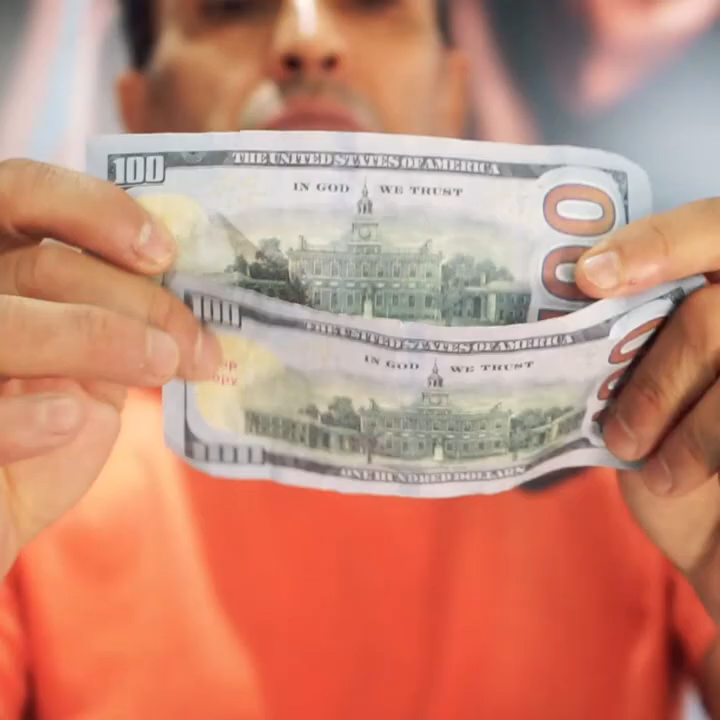 100
THE UNITED STATES OF AMERICA
IN GOD WE TRUST
100
100
THE UNITED STATES OF AMERICA
IN GOD WE TRUST
ONE HUNDRED DOLLARS